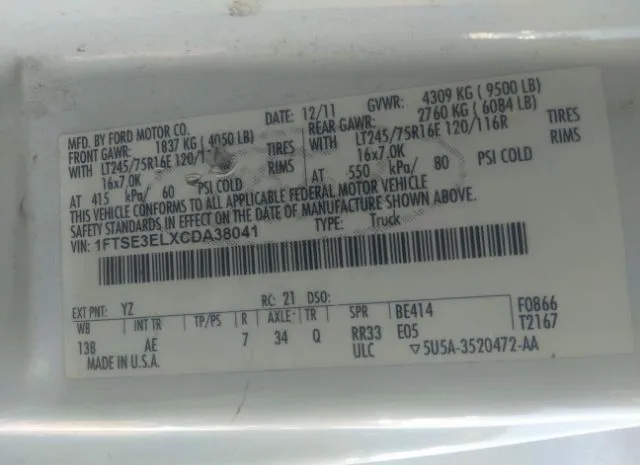 MFD. BY FORD MOTOR CO.
DATE: 12/11 GVWR: 4309 KG ( 9500 LB)
FRONT GAWR: 1837 KG ( 4050 LB)
REAR GAWR: 2760 KG ( 6084 LB)
WITH LT245/75R16E 120/ TIRES
WITH LT245/75R16E 120/116R TIRES
16x7.0K RIMS
16x7.0K RIMS
AT 415 kPa/ 60 PSI COLD
AT 550 kPa/ 80 PSI COLD
THIS VEHICLE CONFORMS TO ALL APPLICABLE FEDERAL MOTOR VEHICLE
SAFETY STANDARDS IN EFFECT ON THE DATE OF MANUFACTURE SHOWN ABOVE.
VIN: 1FTSE3ELXCDA38041 TYPE: Truck
EXT PNT: YZ RC: 21 DSO:
WB INT TR TP/PS R AXLE TR SPR BE414 F0866
138 AE 7 34 Q RR33 E05 T2167
MADE IN U.S.A. ULC ▽5U5A-3520472-AA